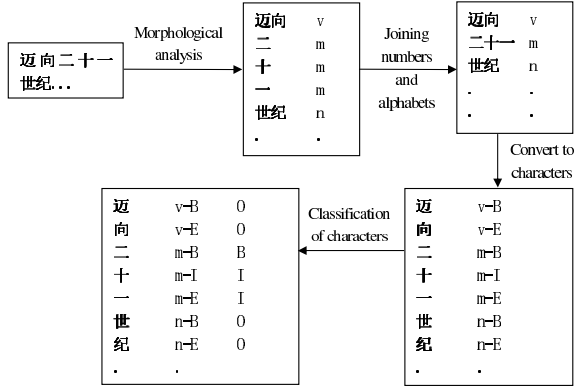 迈向二十一
世纪...
Morphological
analysis
迈向 v
二 m
十 m
一 m
世纪 n
. .
Joining
numbers
and
alphabets
迈向 v
二十一 m
世纪 n
. .
. .
Convert to
characters
迈 v-B
向 v-E
二 m-B
十 m-I
一 m-E
世 n-B
纪 n-E
. .
Classification
of characters
迈 v-B O
向 v-E O
二 m-B B
十 m-I I
一 m-E I
世 n-B O
纪 n-E O
. .